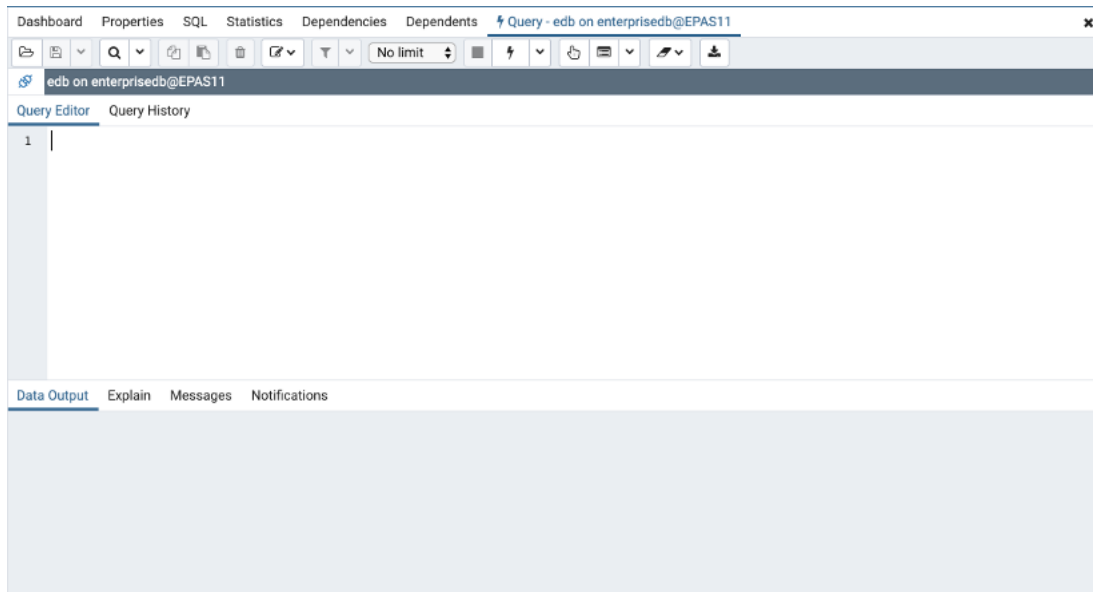 Dashboard Properties SQL Statistics Dependencies Dependents Query - edb on enterprisedb@EPAS11
No limit
edb on enterprisedb@EPAS11
Query Editor Query History
1
Data Output Explain Messages Notifications